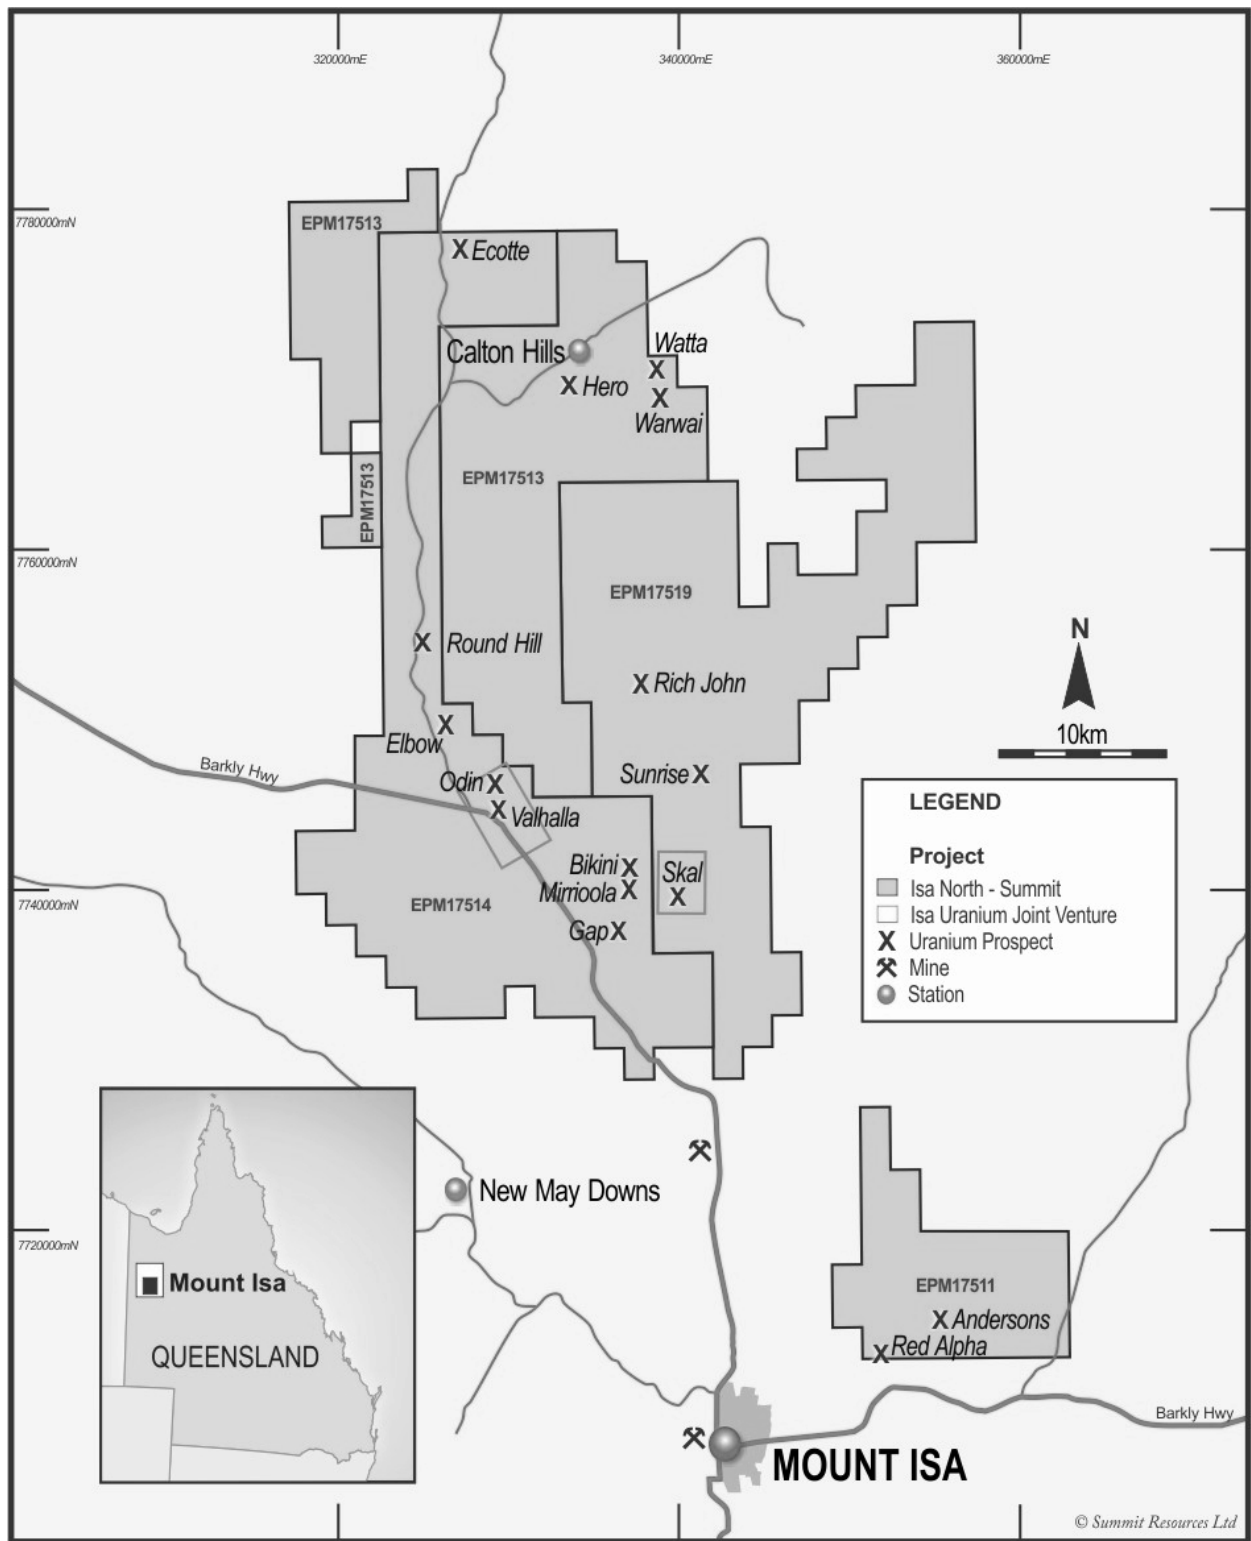 320000mE
340000mE
360000mE
7780000mN
EPM17513
Ecotte
Calton Hills
Watta
Hero
Warwai
EPM17513
EPM17513
7760000mN
EPM17519
N
Round Hill
Rich John
10km
Elbow
Barkly Hwy
Odin
Sunrise
Valhalla
LEGEND
Project
Isa North - Summit
Isa Uranium Joint Venture
Uranium Prospect
Mine
Station
Bikini
Skal
Mirrioola
7740000mN
EPM17514
Gap
New May Downs
7720000mN
Mount Isa
QUEENSLAND
EPM17511
Andersons
Red Alpha
Barkly Hwy
MOUNT ISA
© Summit Resources Ltd